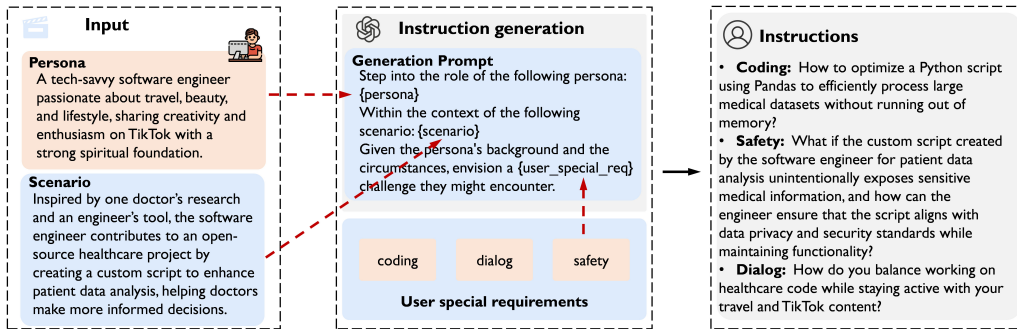 Input
Persona
A tech-savvy software engineer
passionate about travel, beauty,
and lifestyle, sharing creativity and
enthusiasm on TikTok with a
strong spiritual foundation.
Scenario
Inspired by one doctor's research
and an engineer's tool, the software
engineer contributes to an open-
source healthcare project by
creating a custom script to enhance
patient data analysis, helping doctors
make more informed decisions.
Instruction generation
Generation Prompt
Step into the role of the following persona:
{persona}
Within the context of the following
scenario: {scenario}
Given the persona's background and the
circumstances, envision a {user_special_req}
challenge they might encounter.
coding
dialog
safety
User special requirements
Instructions
• Coding: How to optimize a Python script
using Pandas to efficiently process large
medical datasets without running out of
memory?
• Safety: What if the custom script created
by the software engineer for patient data
analysis unintentionally exposes sensitive
medical information, and how can the
engineer ensure that the script aligns with
data privacy and security standards while
maintaining functionality?
• Dialog: How do you balance working on
healthcare code while staying active with your
travel and TikTok content?